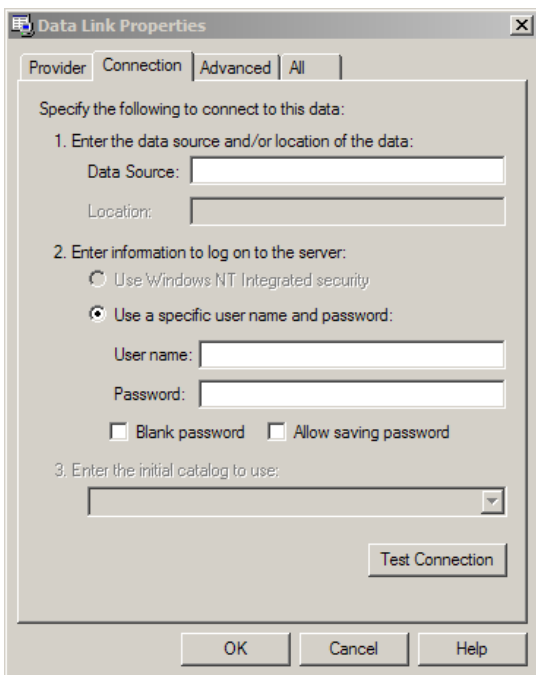 Data Link Properties
Provider Connection Advanced All
Specify the following to connect to this data:
1. Enter the data source and/or location of the data:
Data Source:
Location:
2. Enter information to log on to the server:
Use Windows NT Integrated security
Use a specific user name and password:
User name:
Password:
Blank password Allow saving password
3. Enter the initial catalog to use:
Test Connection
OK Cancel Help